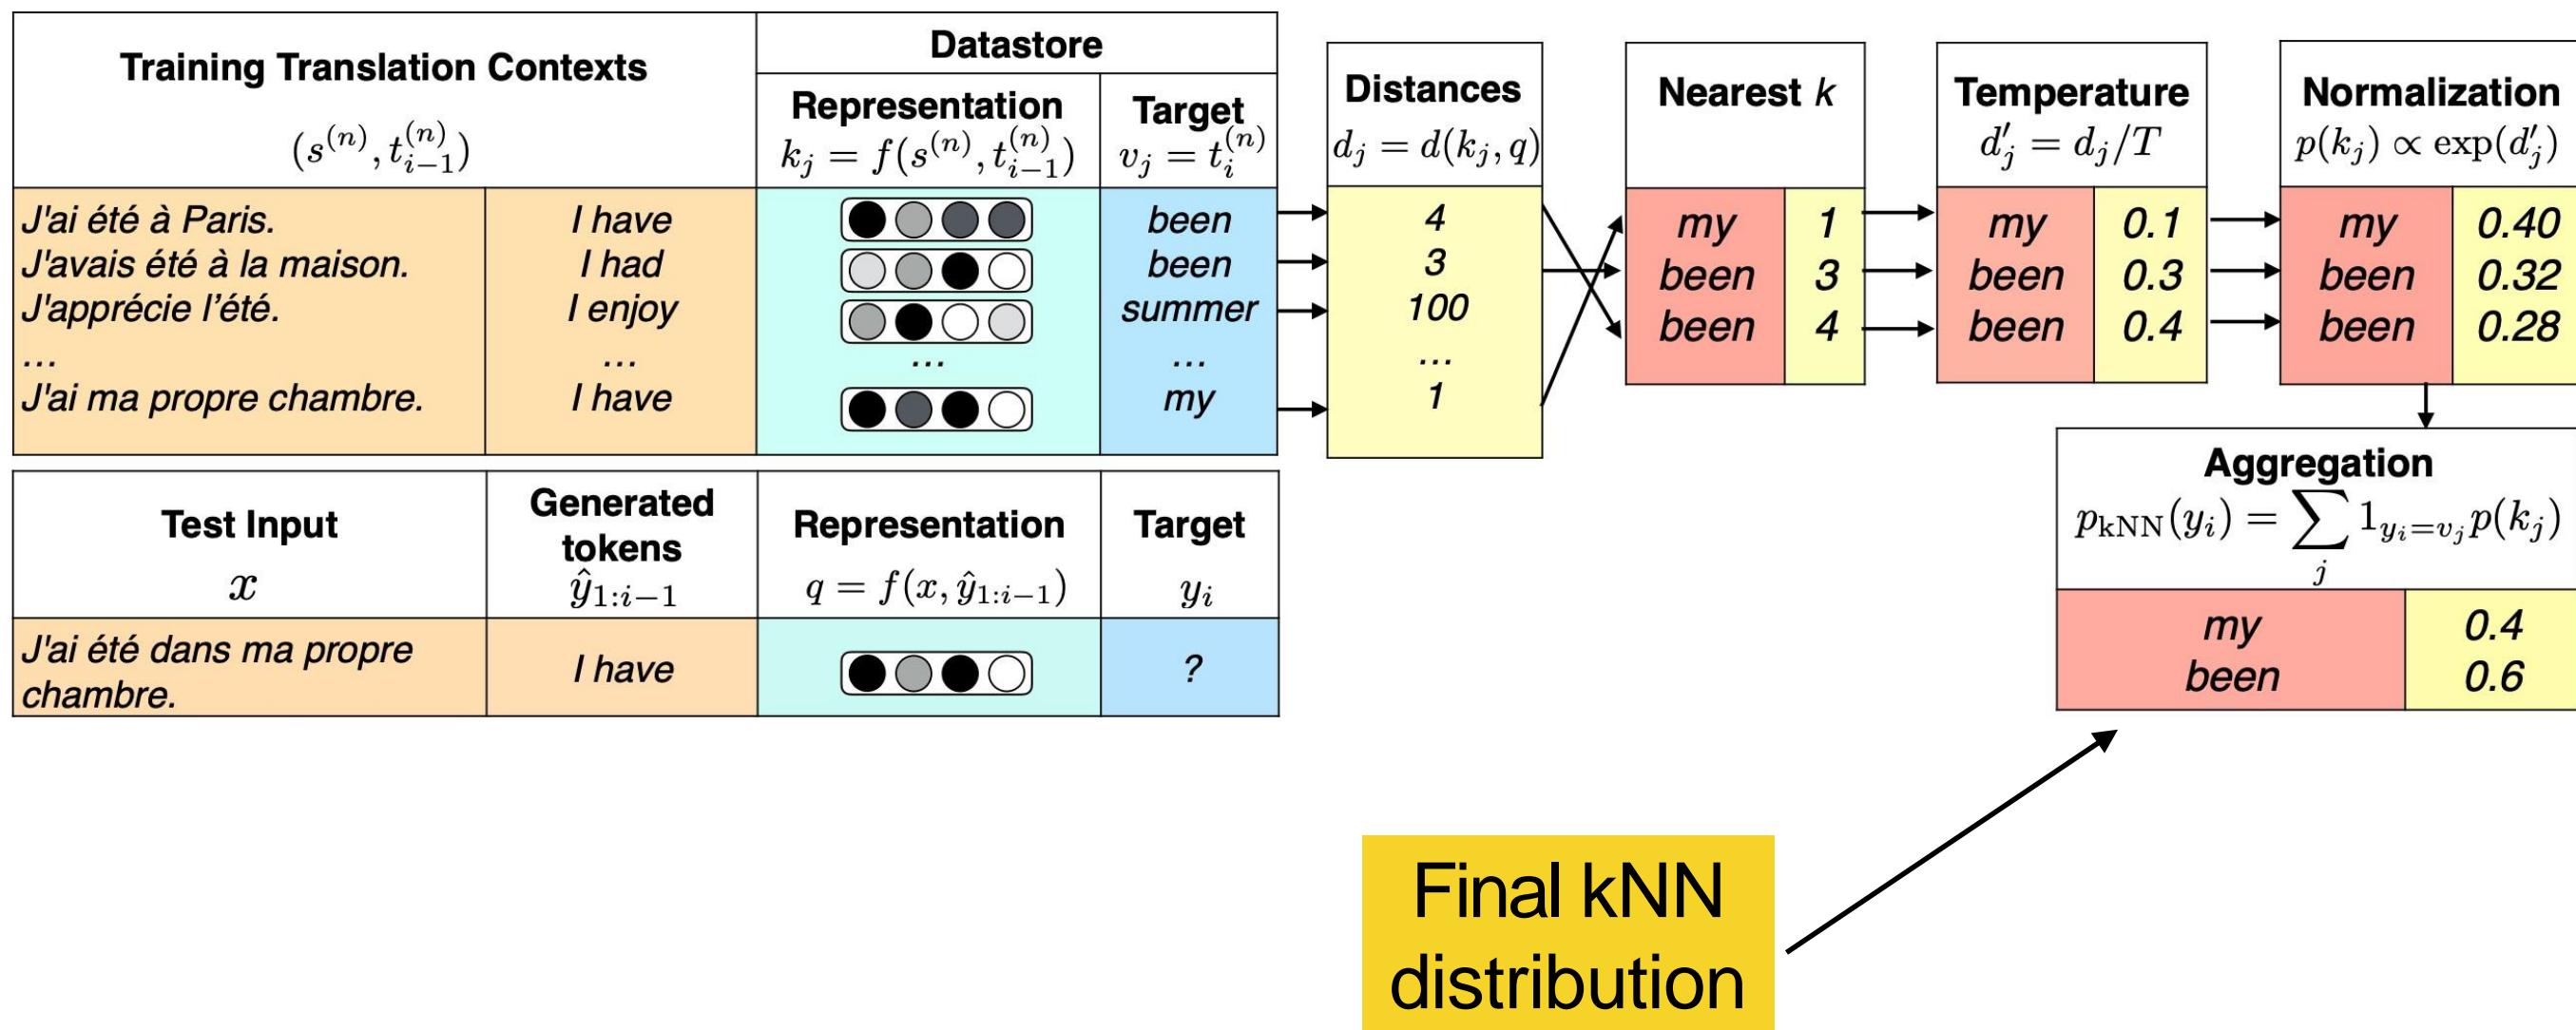 Training Translation Contexts
(s^{(n)}, t_{i-1}^{(n)})
Datastore
Representation
k_j = f(s^{(n)}, t_{i-1}^{(n)})
Target
v_j = t_i^{(n)}
J'ai été à Paris. I have been
J'avais été à la maison. I had been
J'apprécie l'été. I enjoy summer
... ... ... ...
J'ai ma propre chambre. I have my
Distances
d_j = d(k_j, q)
4
3
100
...
1
Nearest k
my 1
been 3
been 4
Temperature
d'_j = d_j/T
my 0.1
been 0.3
been 0.4
Normalization
p(k_j) ∝ exp(d'_j)
my 0.40
been 0.32
been 0.28
Test Input
x
Generated
tokens
ŷ_{1:i−1}
Representation
q = f(x, ŷ_{1:i−1})
Target
y_i
J'ai été dans ma propre
chambre.
I have
?
Aggregation
p_{kNN}(y_i) = ∑_j 1_{y_i=v_j} p(k_j)
my 0.4
been 0.6
Final kNN
distribution